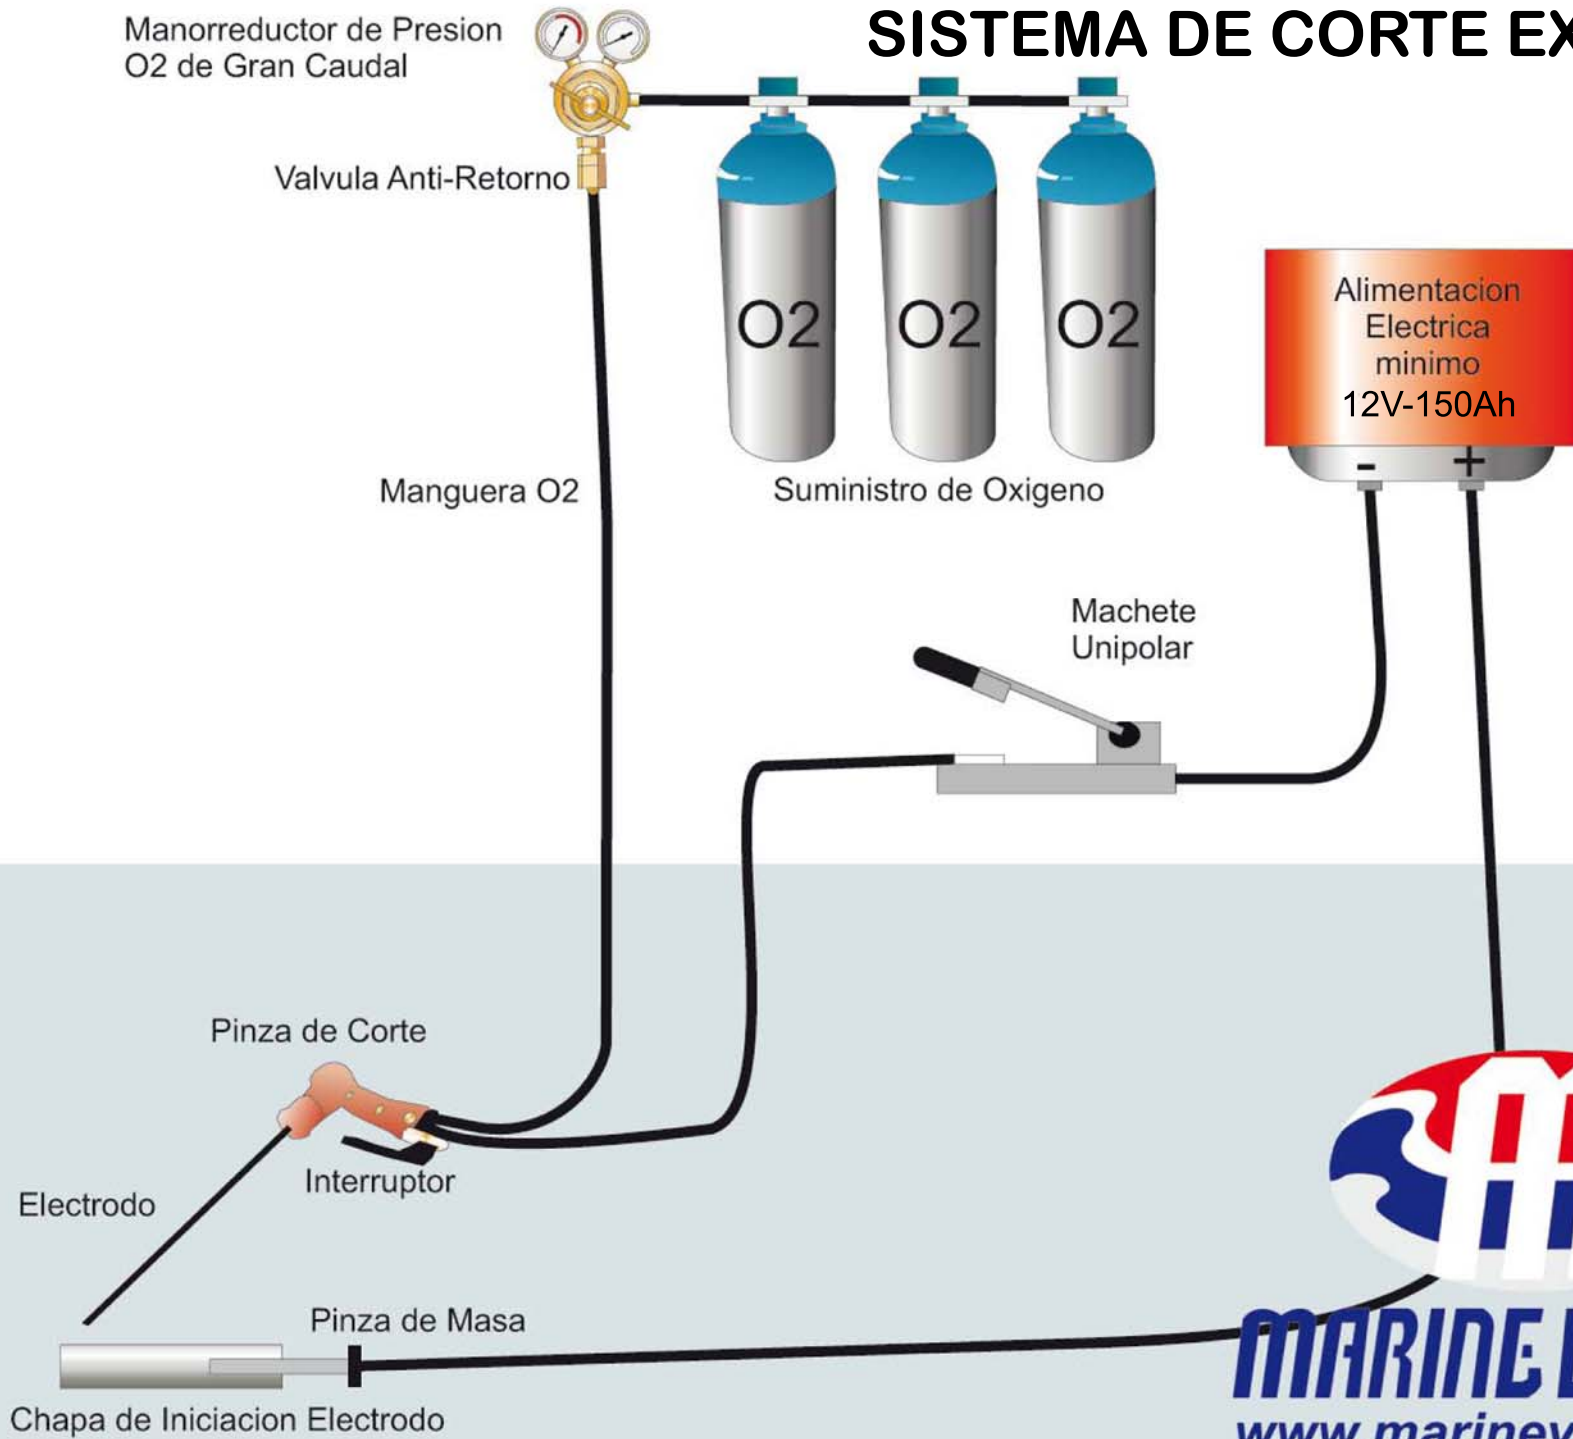 SISTEMA DE CORTE EX
Manorreductor de Presion
O2 de Gran Caudal
Valvula Anti-Retorno
O2
O2
O2
Alimentacion
Electrica
minimo
12V-150Ah
- +
Manguera O2
Suministro de Oxigeno
Machete
Unipolar
Pinza de Corte
Interruptor
Electrodo
Pinza de Masa
Chapa de Iniciacion Electrodo
MARINE
www.marinev